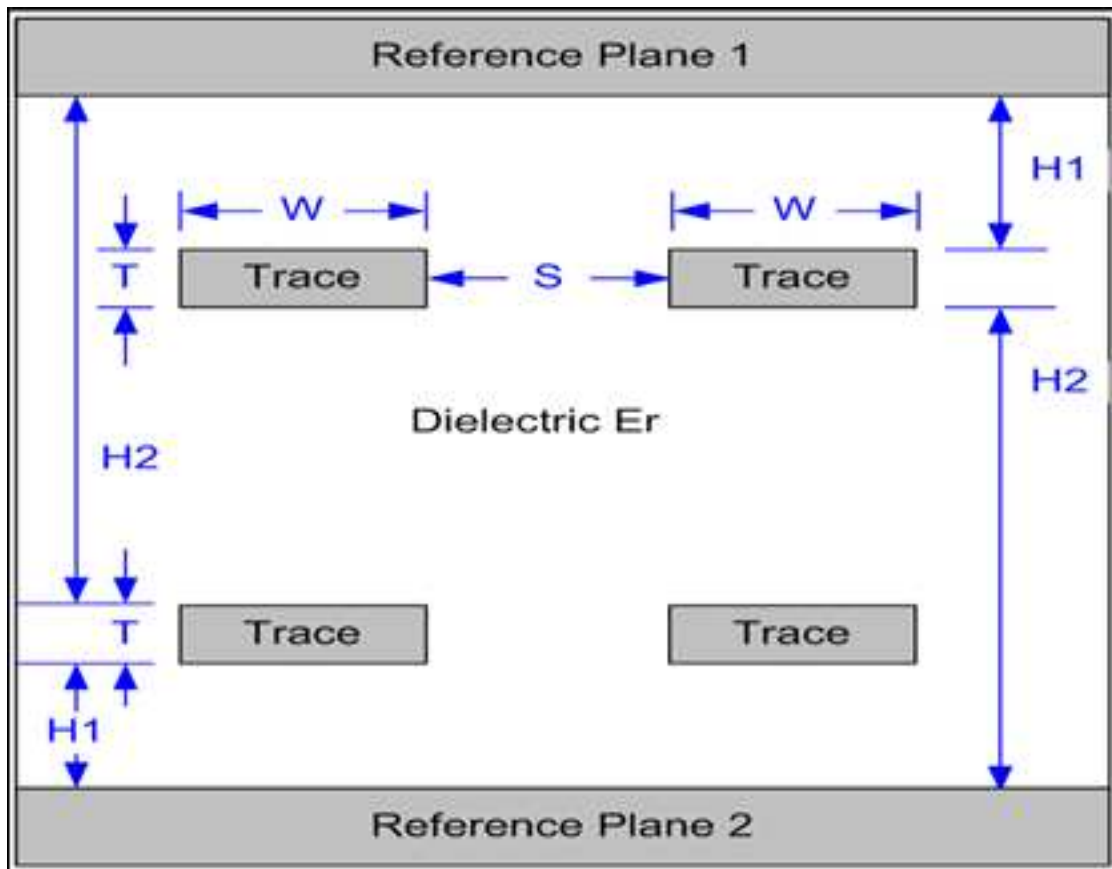 Reference Plane 1
H1
W W
T Trace S Trace
H2
Dielectric Er
H2
T Trace Trace
H1
Reference Plane 2